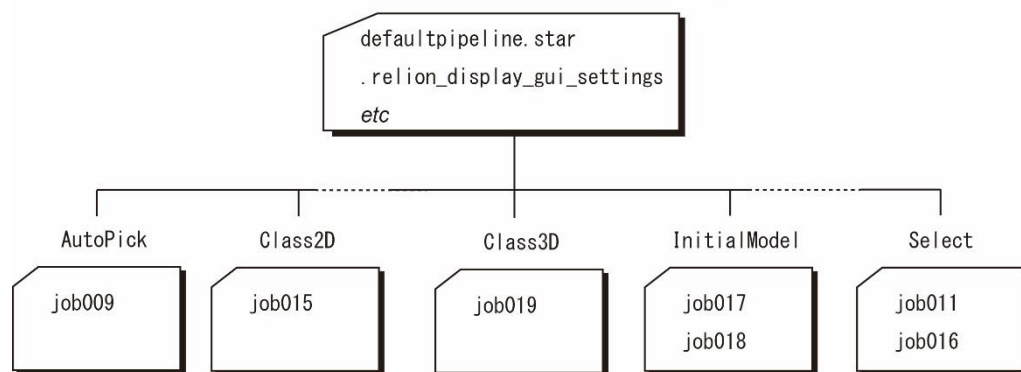 defaultpipeline.star
.relion_display_gui_settings
etc
AutoPick
Class2D
Class3D
InitialModel
Select
job009
job015
job019
job017
job018
job011
job016